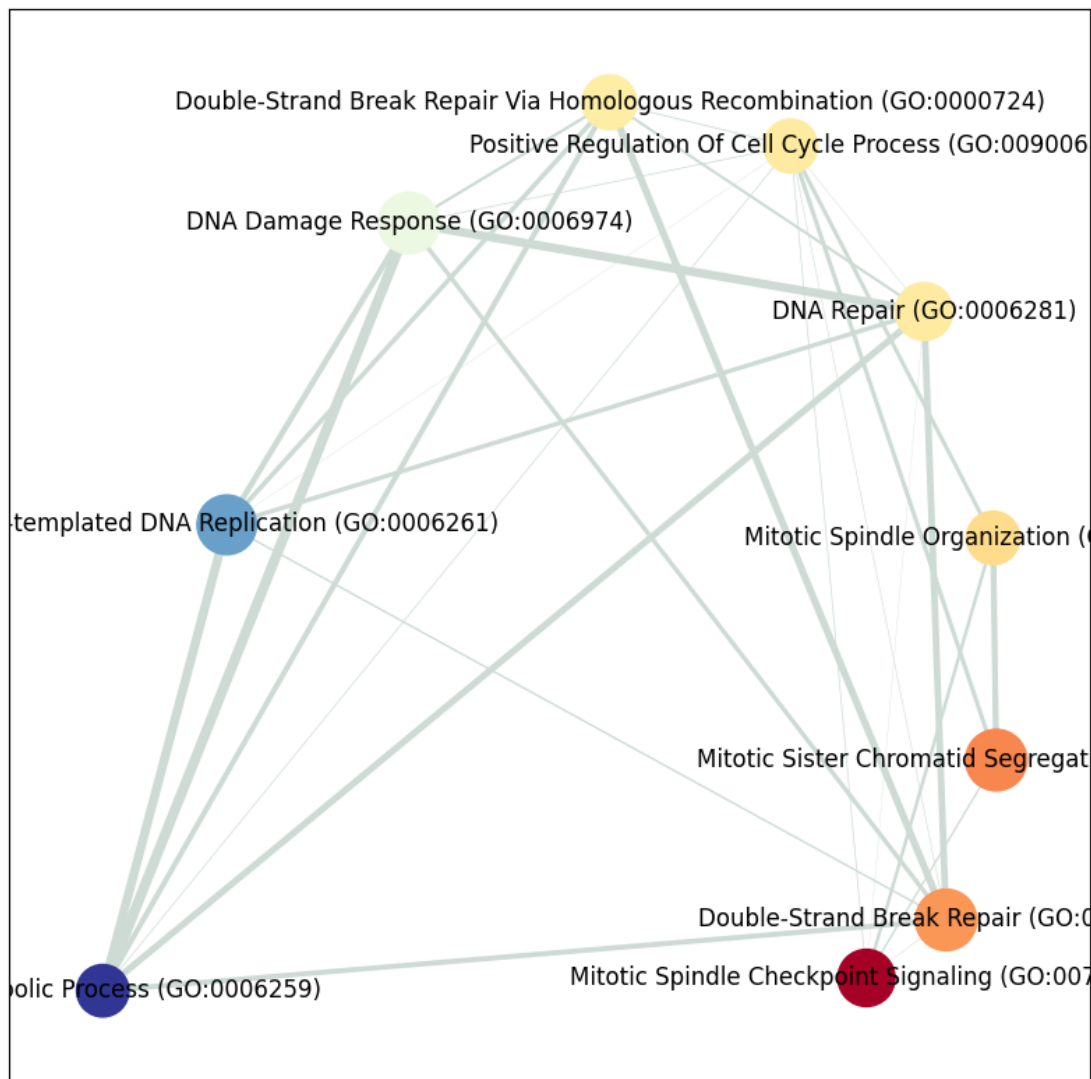 Double-Strand Break Repair Via Homologous Recombination (GO:0000724)
Positive Regulation Of Cell Cycle Process (GO:009006
DNA Damage Response (GO:0006974)
DNA Repair (GO:0006281)
-templated DNA Replication (GO:0006261)
Mitotic Spindle Organization (
Mitotic Sister Chromatid Segregat
Double-Strand Break Repair (GO:0
Mitotic Spindle Checkpoint Signaling (GO:007
bolic Process (GO:0006259)